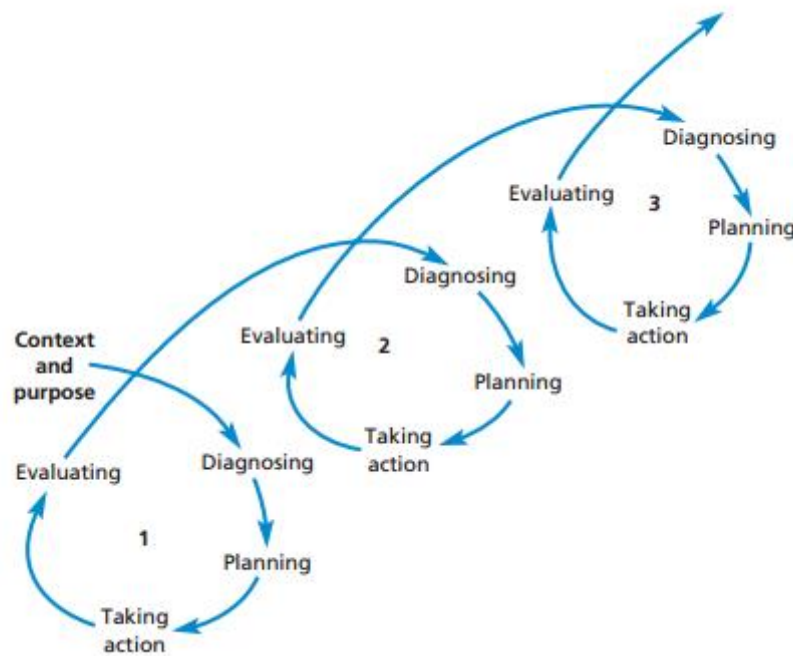 Diagnosing
Evaluating
3
Planning
Taking
action
Diagnosing
Evaluating
2
Planning
Taking
action
Context
and
purpose
Evaluating
Diagnosing
1
Planning
Taking
action